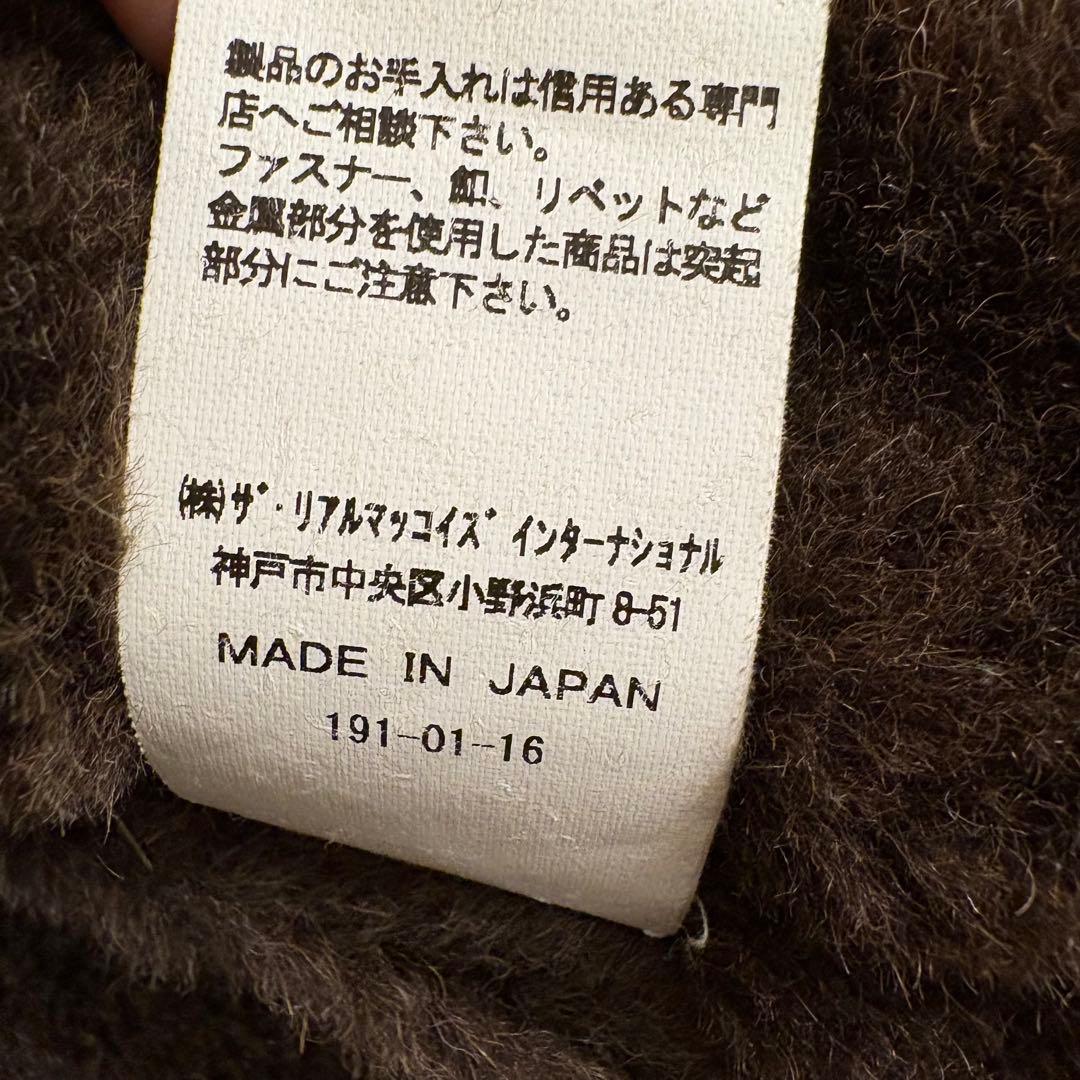 製品のお手入れは信用ある専門
店へご相談下さい。
ファスナー、釦、リベットなど
金属部分を使用した商品は突起
部分にご注意下さい。
(株)ザ・リアルマッコイズ インターナショナル
神戸市中央区小野浜町 8-51
MADE IN JAPAN
191-01-16